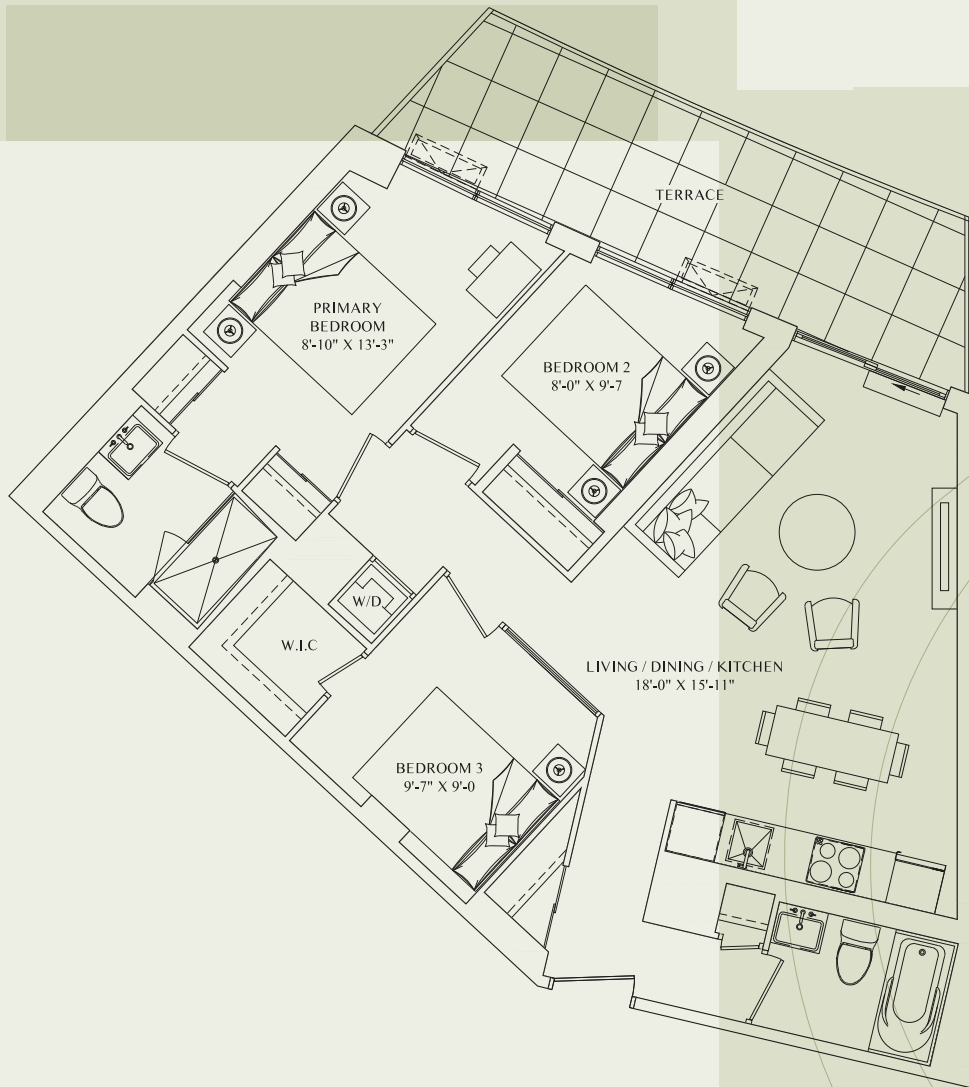 TERRACE
PRIMARY
BEDROOM
8'-10" X 13'-3"
BEDROOM 2
8'-0" X 9'-7
W/D
W.I.C
LIVING / DINING / KITCHEN
18'-0" X 15'-11"
BEDROOM 3
9'-7" X 9'-0